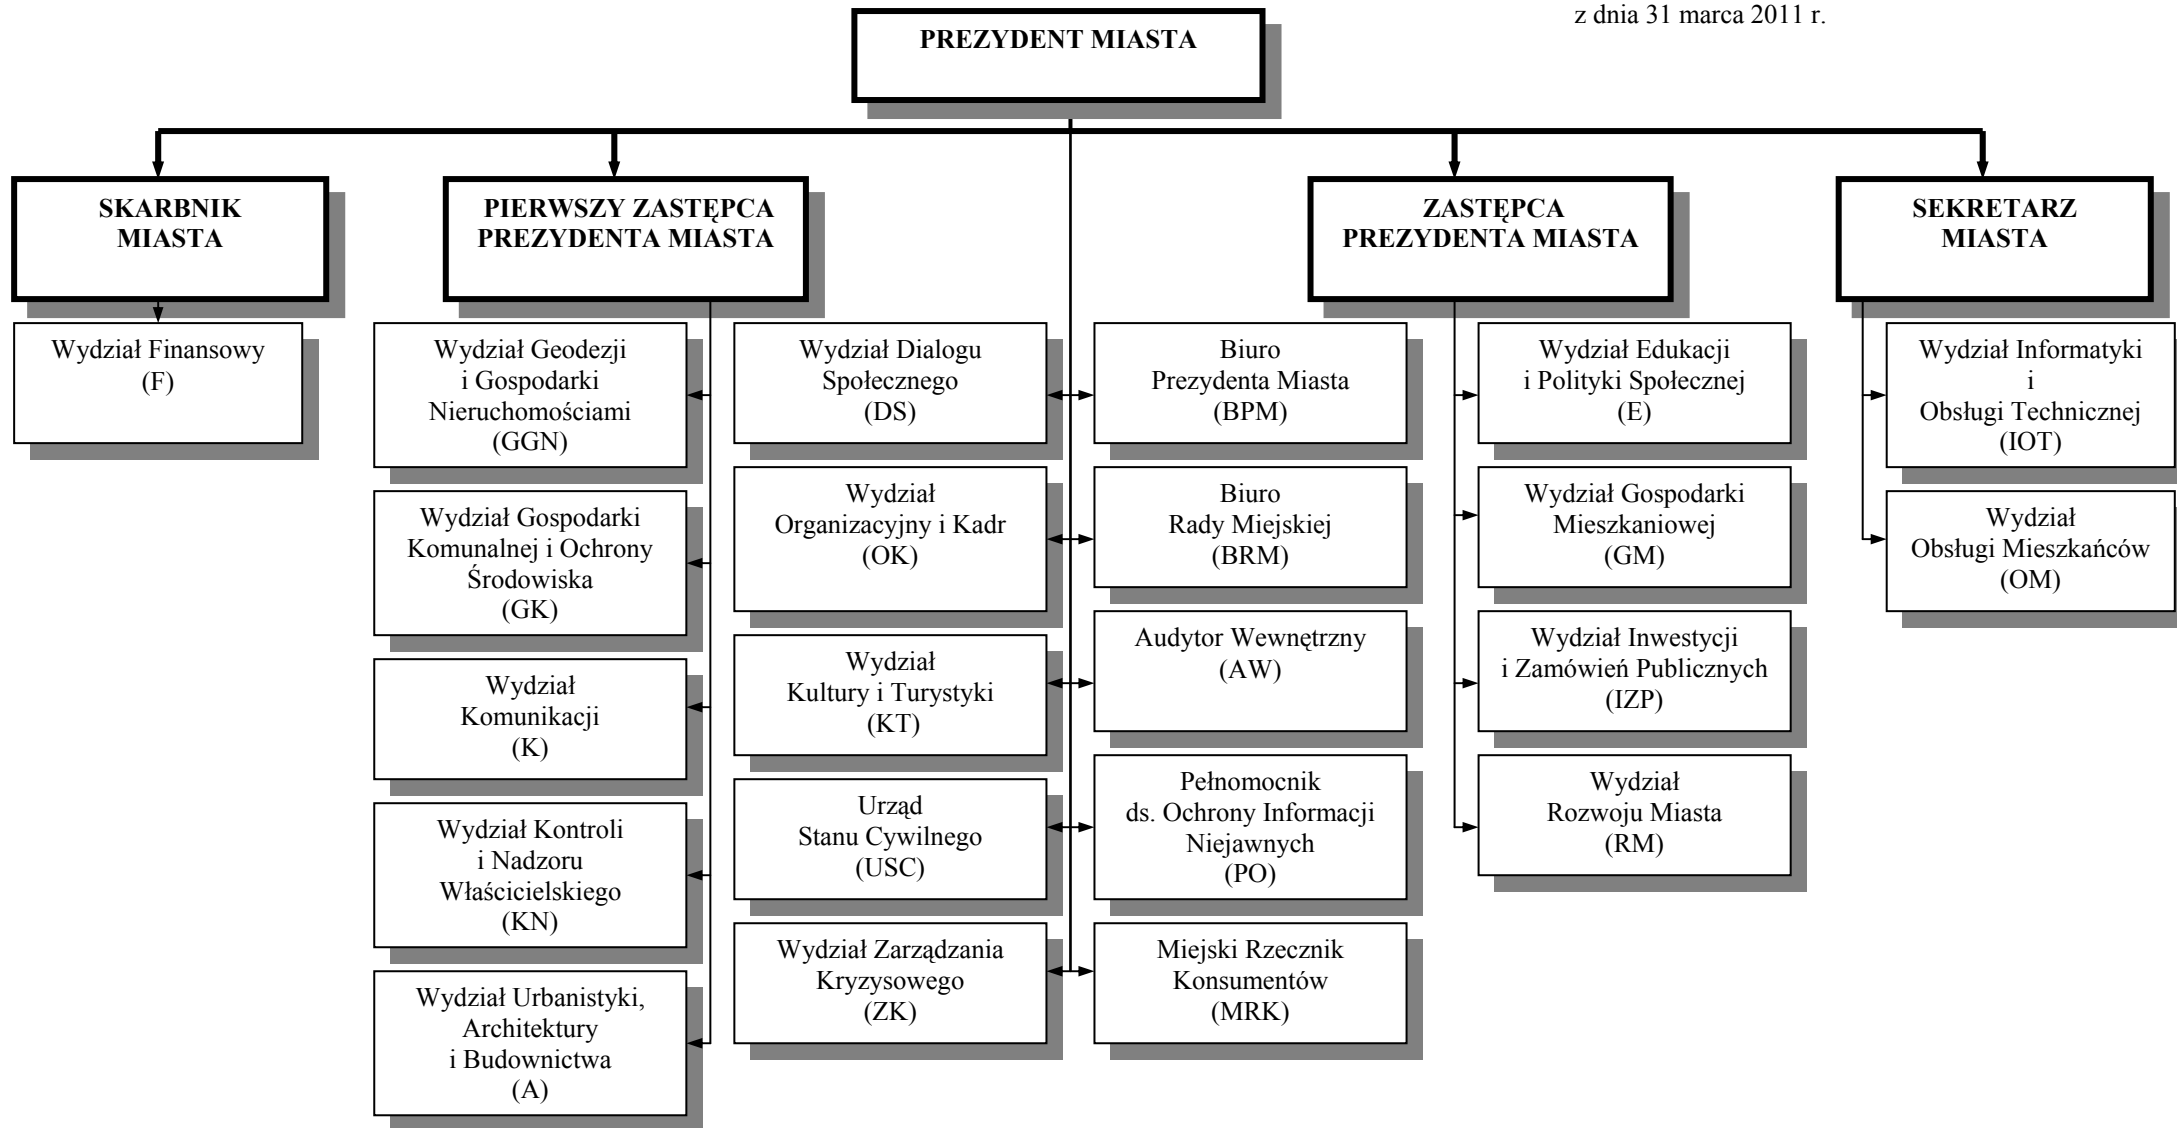 z dnia 31 marca 2011 r.
PREZYDENT MIASTA
SKARBNIK
MIASTA
PIERWSZY ZASTĘPCA
PREZYDENTA MIASTA
ZASTĘPCA
PREZYDENTA MIASTA
SEKRETARZ
MIASTA
Wydział Finansowy
(F)
Wydział Geodezji
i Gospodarki
Nieruchomościami
(GGN)
Wydział Gospodarki
Komunalnej i Ochrony
Środowiska
(GK)
Wydział
Komunikacji
(K)
Wydział Kontroli
i Nadzoru
Właścicielskiego
(KN)
Wydział Urbanistyki,
Architektury
i Budownictwa
(A)
Wydział Dialogu
Społecznego
(DS)
Wydział
Organizacyjny i Kadr
(OK)
Wydział
Kultury i Turystyki
(KT)
Urząd
Stanu Cywilnego
(USC)
Wydział Zarządzania
Kryzysowego
(ZK)
Biuro
Prezydenta Miasta
(BPM)
Biuro
Rady Miejskiej
(BRM)
Audytor Wewnętrzny
(AW)
Pełnomocnik
ds. Ochrony Informacji
Niejawnych
(PO)
Miejski Rzecznik
Konsumentów
(MRK)
Wydział Edukacji
i Polityki Społecznej
(E)
Wydział Gospodarki
Mieszkaniowej
(GM)
Wydział Inwestycji
i Zamówień Publicznych
(IZP)
Wydział
Rozwoju Miasta
(RM)
Wydział Informatyki
i
Obsługi Technicznej
(IOT)
Wydział
Obsługi Mieszkańców
(OM)